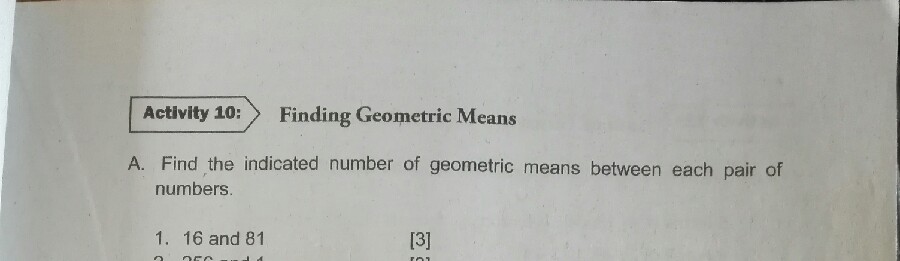 Activity 10:
Finding Geometric Means
A. Find the indicated number of geometric means between each pair of
numbers.
1. 16 and 81 [3]